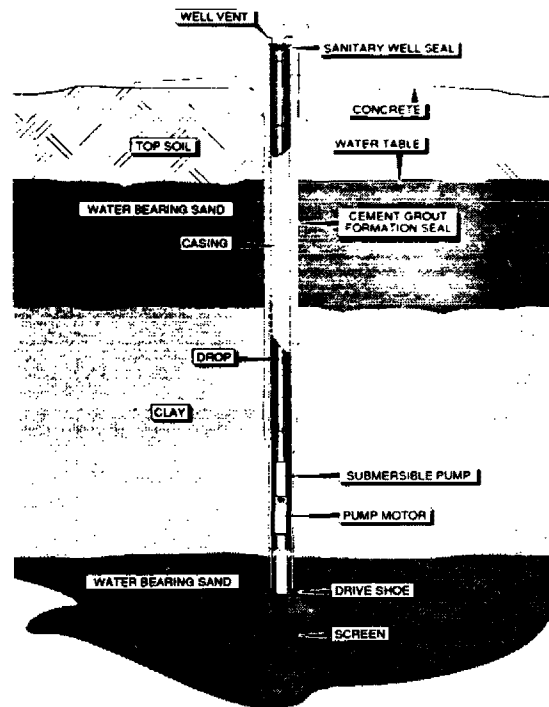 WELL VENT
SANITARY WELL SEAL
CONCRETE
TOP SOIL
WATER TABLE
WATER BEARING SAND
CEMENT GROUT
FORMATION SEAL
CASING
DROP
CLAY
SUBMERSIBLE PUMP
PUMP MOTOR
WATER BEARING SAND
DRIVE SHOE
SCREEN